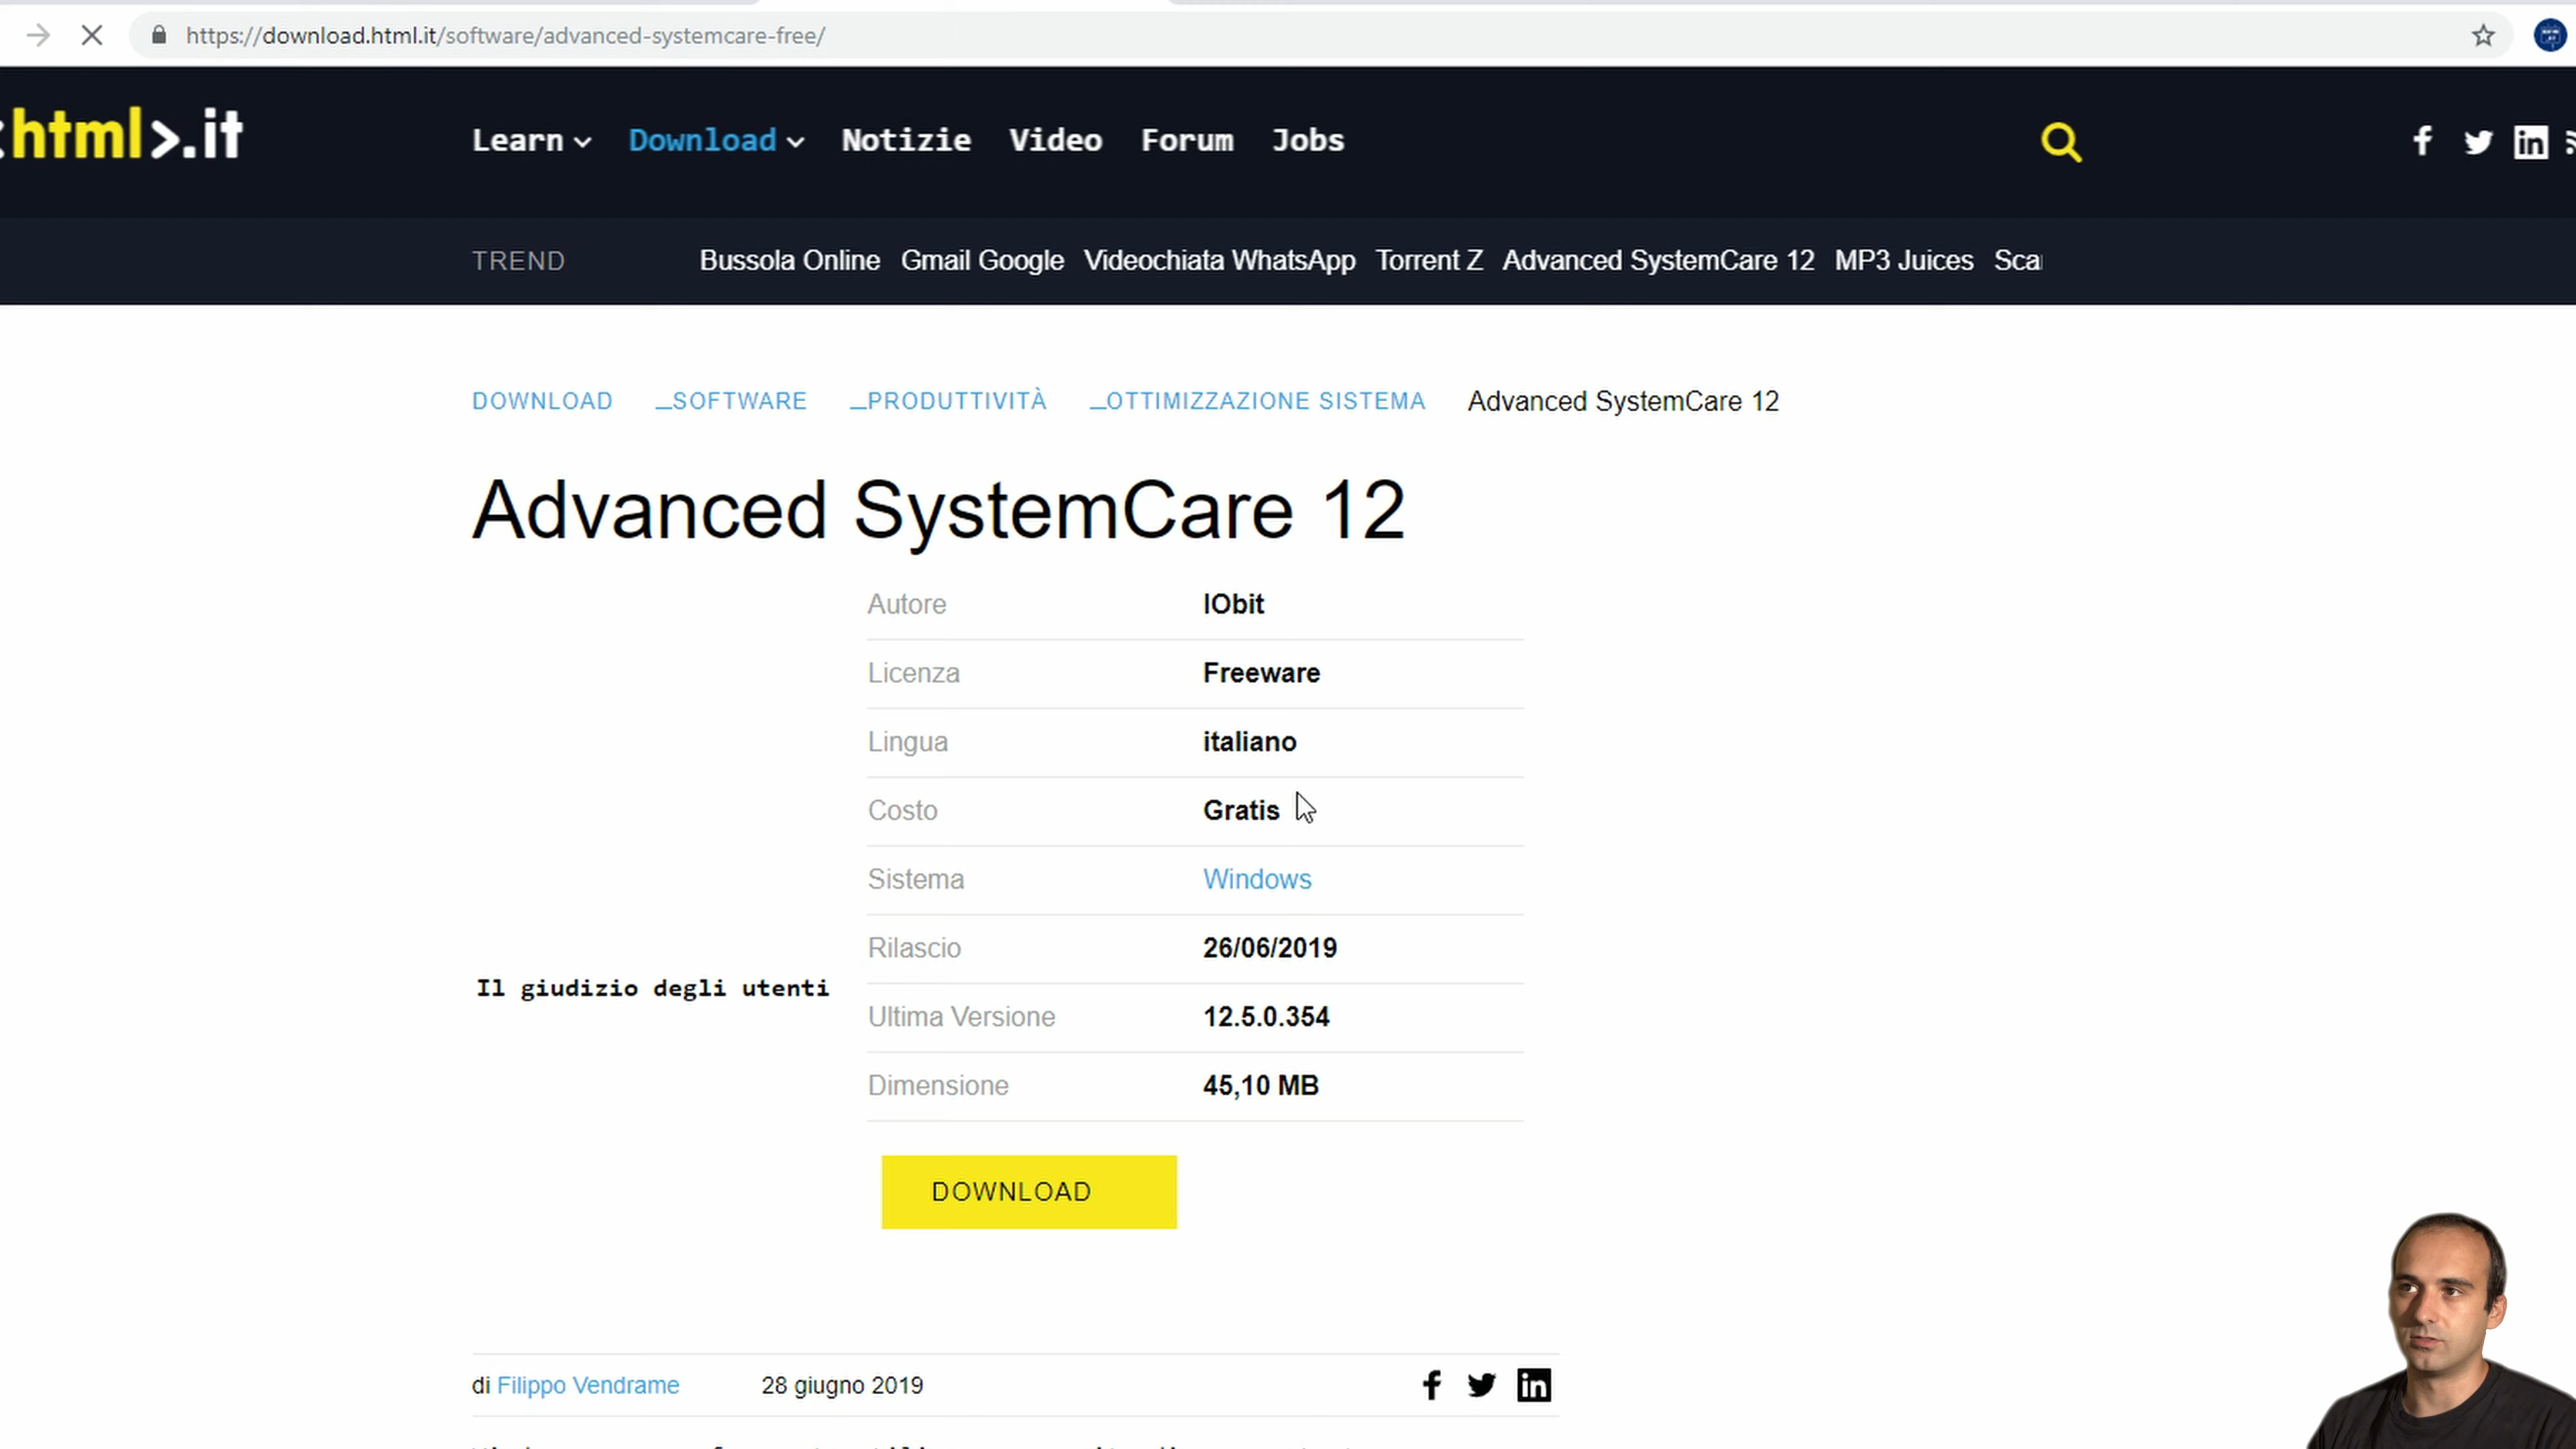 https://download.html.it/software/advanced-systemcare-free/
<html>.it
Learn Download Notizie Video Forum Jobs
TREND Bussola Online Gmail Google Videochiata WhatsApp Torrent Z Advanced SystemCare 12 MP3 Juices
DOWNLOAD _SOFTWARE _PRODUTTIVITÀ _OTTIMIZZAZIONE SISTEMA Advanced SystemCare 12
Advanced SystemCare 12
Autore IObit
Licenza Freeware
Lingua italiano
Costo Gratis
Sistema Windows
Rilascio 26/06/2019
Il giudizio degli utenti
Ultima Versione 12.5.0.354
Dimensione 45,10 MB
DOWNLOAD
di Filippo Vendrame 28 giugno 2019